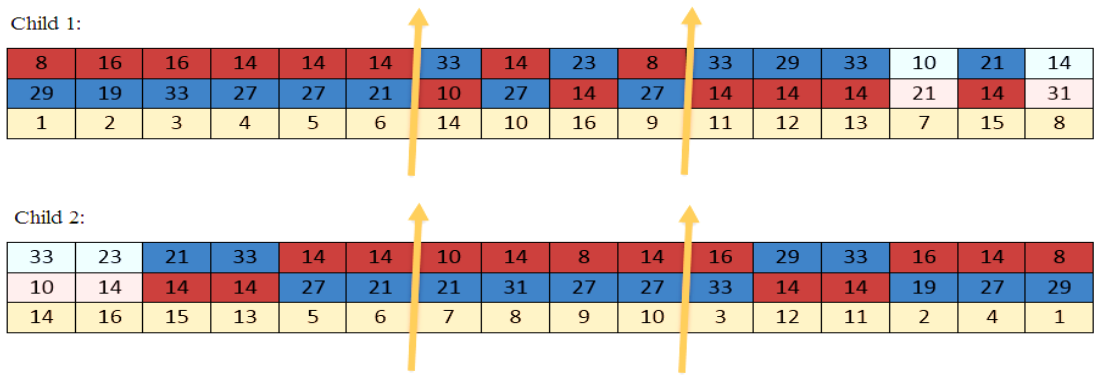 Child 1:
8 16 16 14 14 14 33 14 23 8 33 29 33 10 21 14
29 19 33 27 27 21 10 27 14 27 14 14 14 21 14 31
1 2 3 4 5 6 14 10 16 9 11 12 13 7 15 8
Child 2:
33 23 21 33 14 14 10 14 8 14 16 29 33 16 14 8
10 14 14 14 27 21 21 31 27 27 33 14 14 19 27 29
14 16 15 13 5 6 7 8 9 10 3 12 11 2 4 1